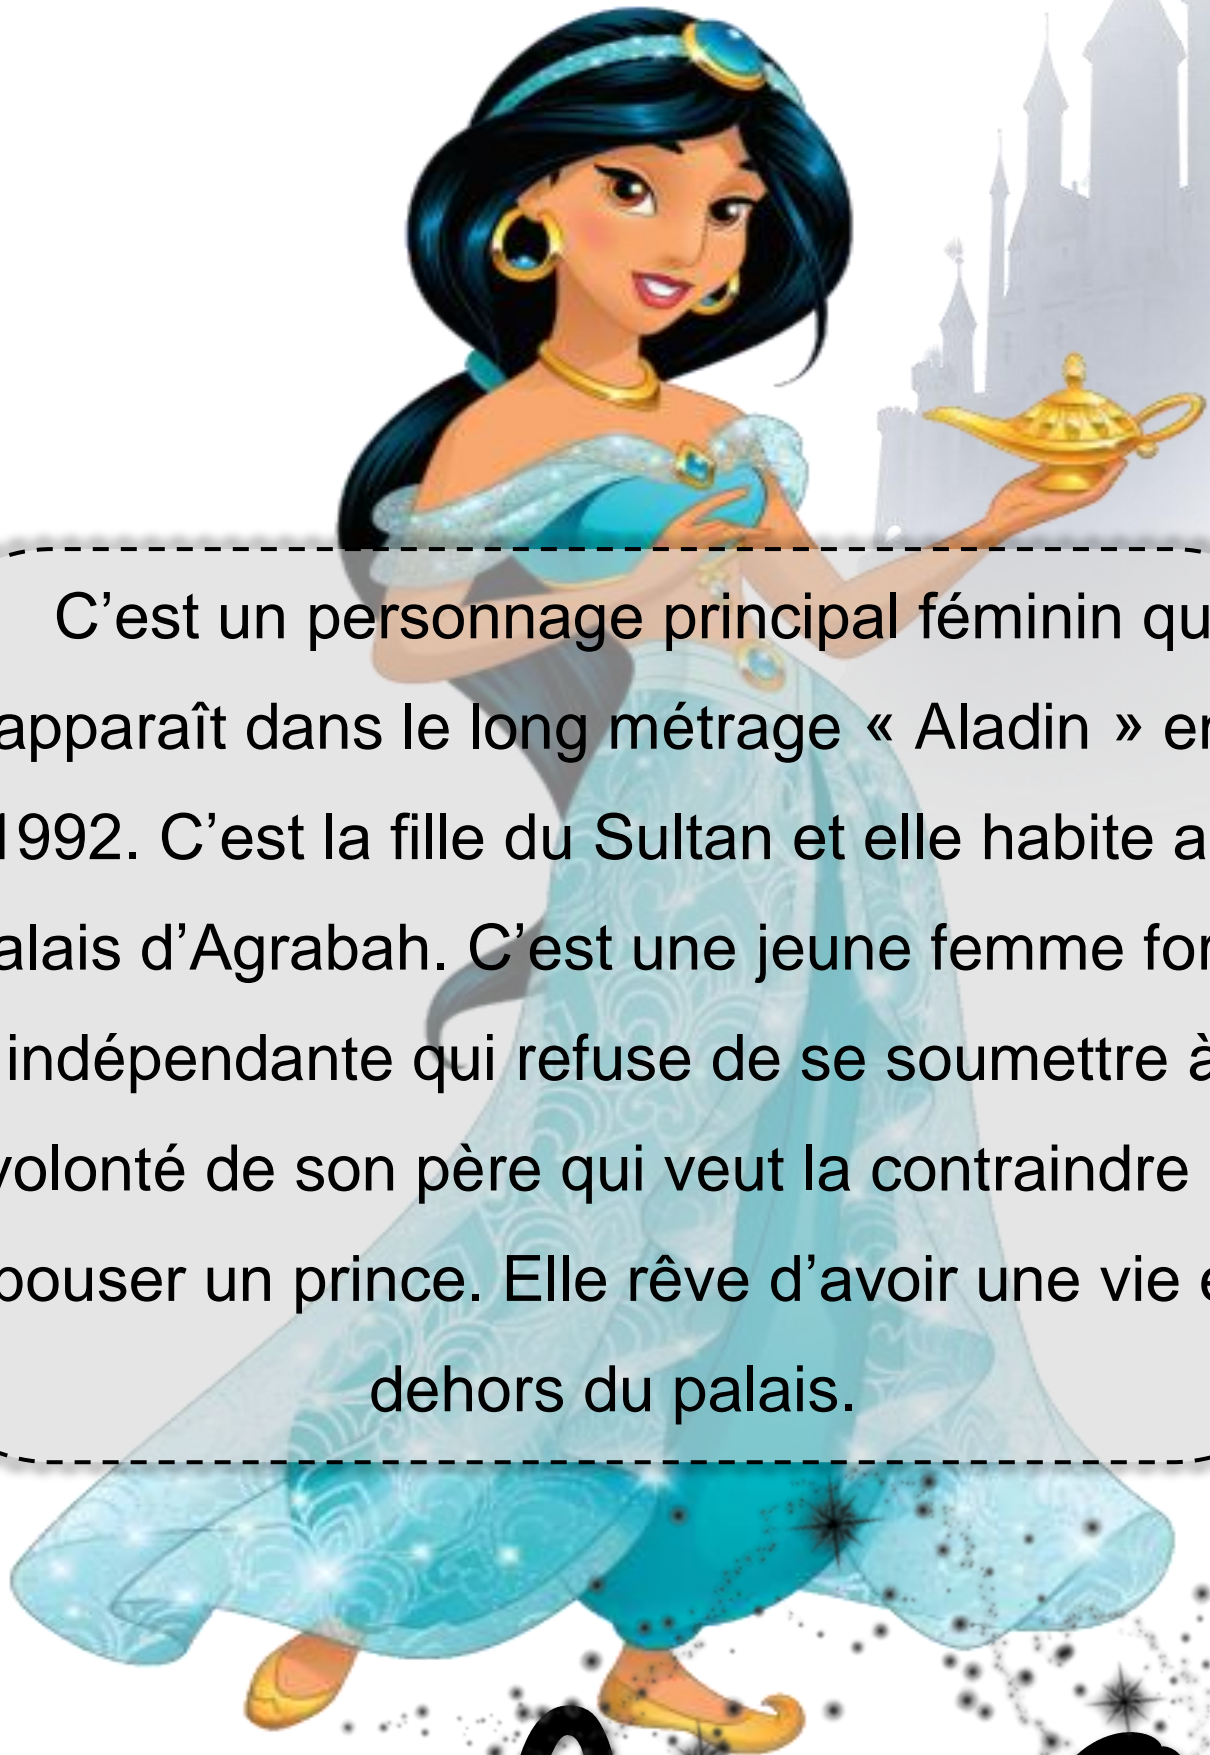 C’est un personnage principal féminin qu
apparaît dans le long métrage « Aladin » en
1992. C’est la fille du Sultan et elle habite a
alais d’Agrabah. C’est une jeune femme for
indépendante qui refuse de se soumettre à
volonté de son père qui veut la contraindre
pouser un prince. Elle rêve d’avoir une vie e
dehors du palais.